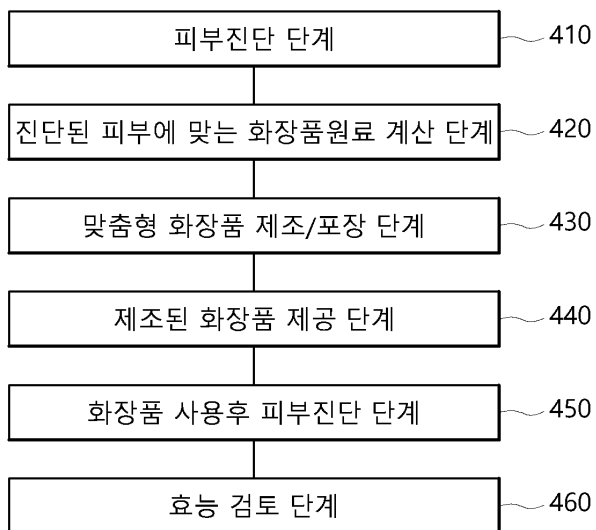 피부진단 단계 410
진단된 피부에 맞는 화장품원료 계산 단계 420
맞춤형 화장품 제조/포장 단계 430
제조된 화장품 제공 단계 440
화장품 사용후 피부진단 단계 450
효능 검토 단계 460